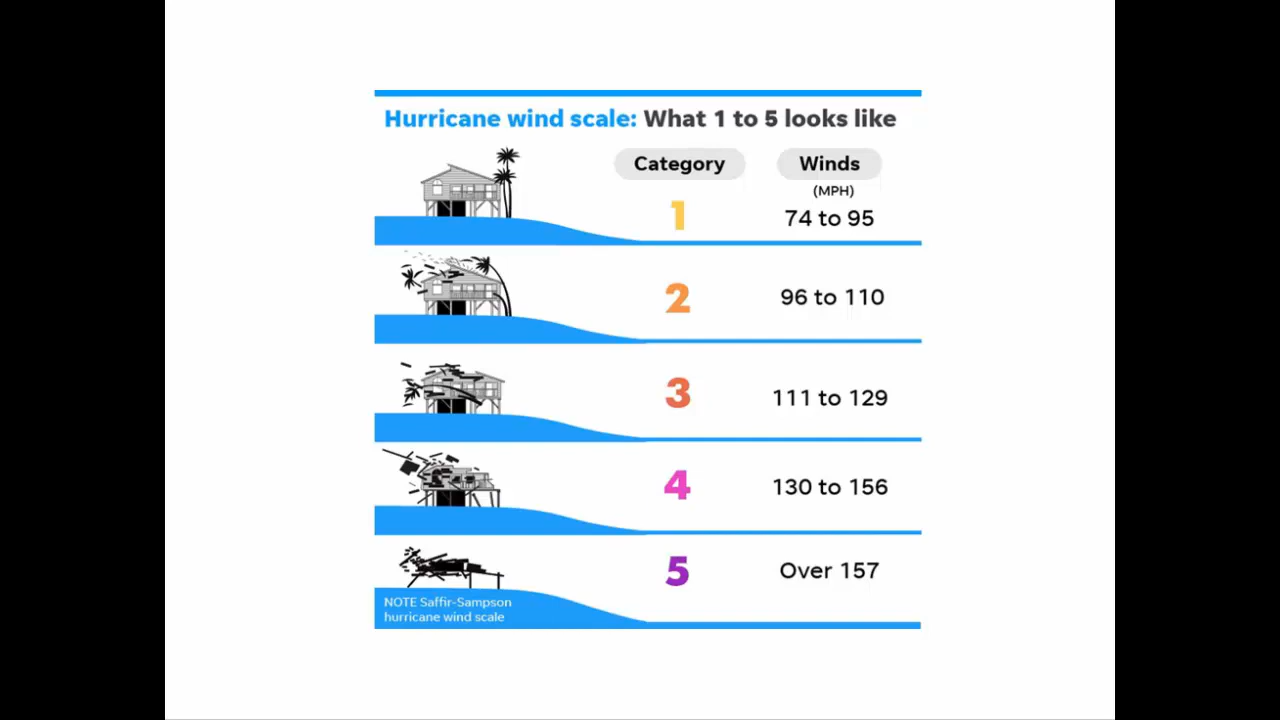 Hurricane wind scale: What 1 to 5 looks like
Category Winds
(MPH)
1 74 to 95
2 96 to 110
3 111 to 129
4 130 to 156
5 Over 157
NOTE Saffir-Sampson
hurricane wind scale